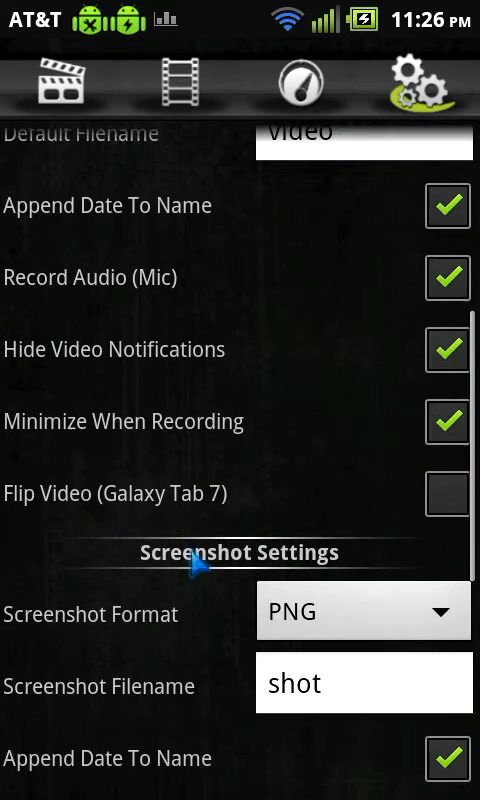 AT&T 11:26 PM
Default Filename video
Append Date To Name
Record Audio (Mic)
Hide Video Notifications
Minimize When Recording
Flip Video (Galaxy Tab 7)
Screenshot Settings
Screenshot Format PNG
Screenshot Filename shot
Append Date To Name